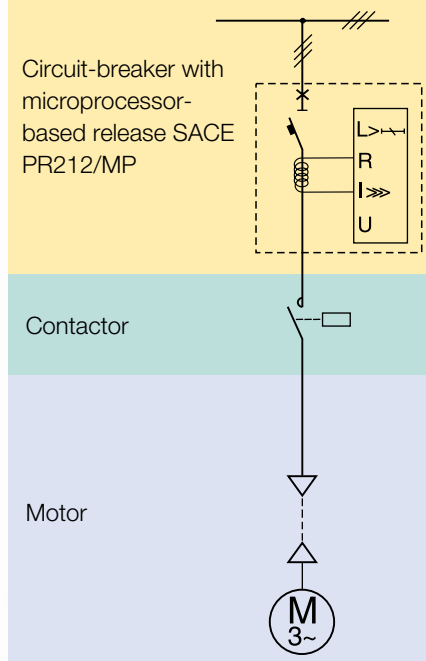 Circuit-breaker with
microprocessor-
based release SACE
PR212/MP
L>
R
I>>>
U
Contactor
Motor
M
3~